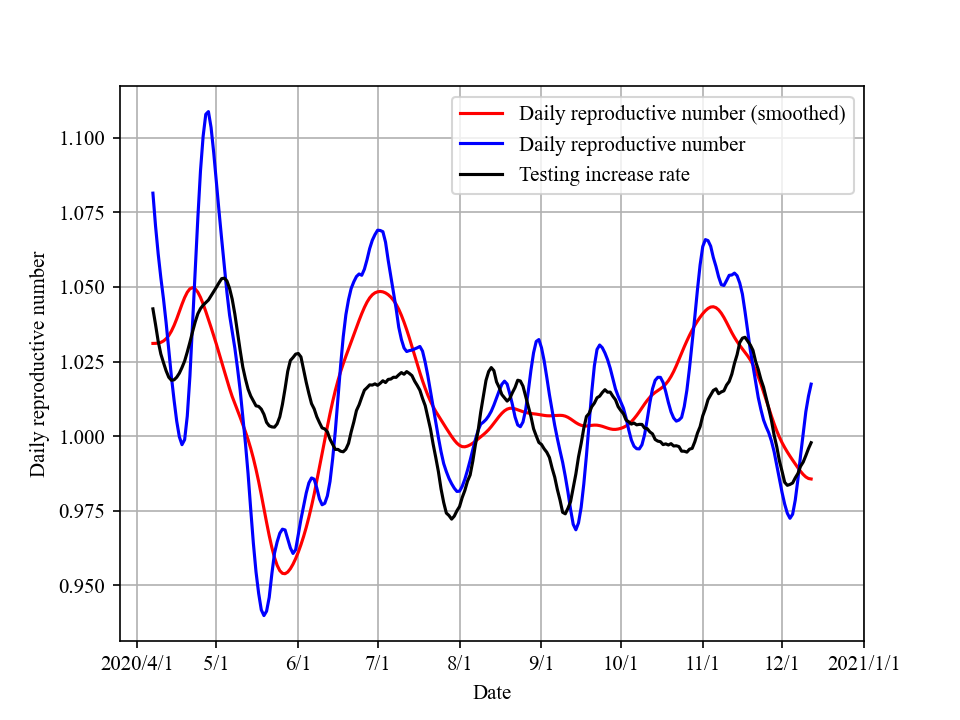 Daily reproductive number (smoothed)
Daily reproductive number
Testing increase rate
Daily reproductive number
1.100
1.075
1.050
1.025
1.000
0.975
0.950
2020/4/1 5/1 6/1 7/1 8/1 9/1 10/1 11/1 12/1 2021/1/1
Date